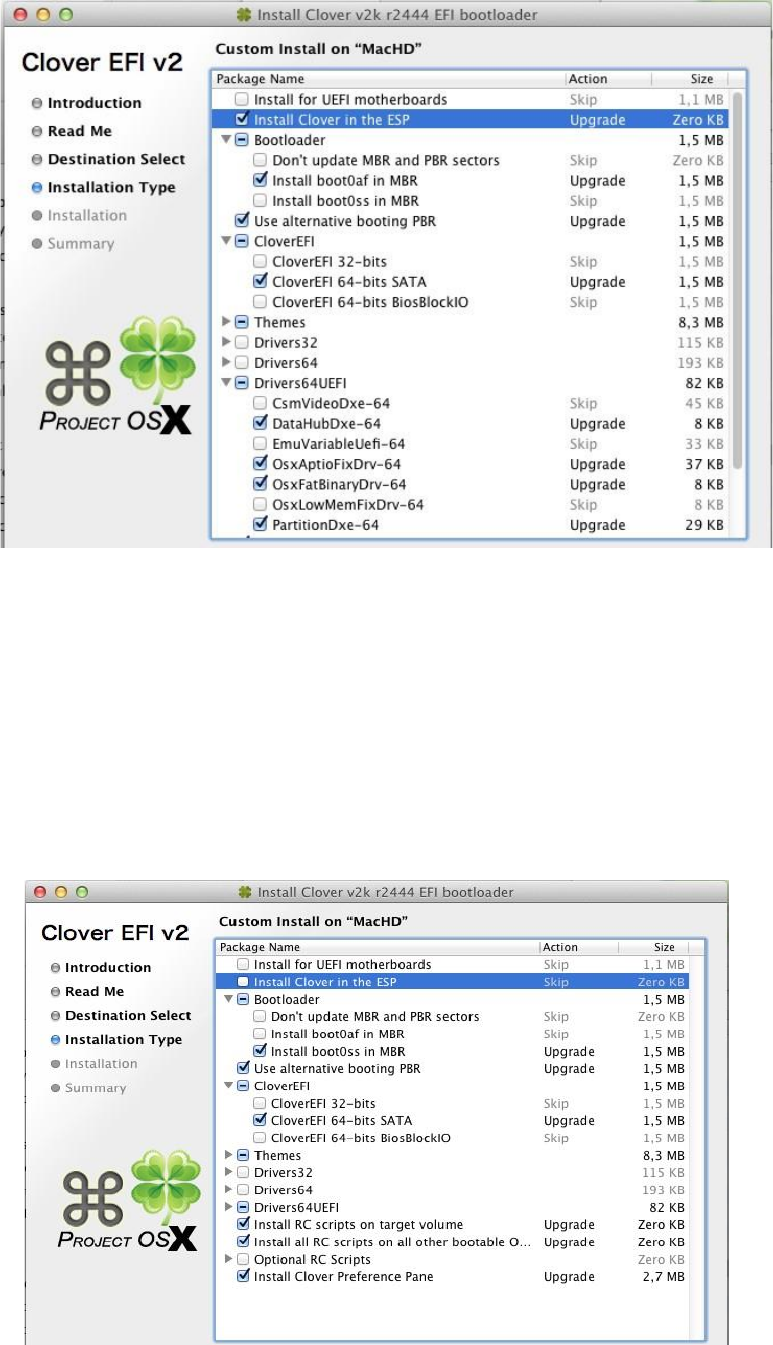 Install Clover v2k r2444 EFI bootloader
Clover EFI v2
Introduction
Read Me
Destination Select
Installation Type
Installation
Summary
PROJECT OSX
Custom Install on “MacHD”
Package Name Action Size
Install for UEFI motherboards Skip 1,1 MB
Install Clover in the ESP Upgrade Zero KB
Bootloader 1,5 MB
Don't update MBR and PBR sectors Skip Zero KB
Install boot0af in MBR Upgrade 1,5 MB
Install boot0ss in MBR Skip 1,5 MB
Use alternative booting PBR Upgrade 1,5 MB
CloverEFI 1,5 MB
CloverEFI 32-bits Skip 1,5 MB
CloverEFI 64-bits SATA Upgrade 1,5 MB
CloverEFI 64-bits BiosBlockIO Skip 1,5 MB
Themes 8,3 MB
Drivers32 115 KB
Drivers64 193 KB
Drivers64UEFI 82 KB
CsmVideoDxe-64 Skip 45 KB
DataHubDxe-64 Upgrade 8 KB
EmuVariableUefi-64 Skip 33 KB
OsxAptioFixDrv-64 Upgrade 37 KB
OsxFatBinaryDrv-64 Upgrade 8 KB
OsxLowMemFixDrv-64 Skip 8 KB
PartitionDxe-64 Upgrade 29 KB
Install Clover v2k r2444 EFI bootloader
Clover EFI v2
Introduction
Read Me
Destination Select
Installation Type
Installation
Summary
PROJECT OSX
Custom Install on “MacHD”
Package Name Action Size
Install for UEFI motherboards Skip 1,1 MB
Install Clover in the ESP Skip Zero KB
Bootloader 1,5 MB
Don't update MBR and PBR sectors Skip Zero KB
Install boot0af in MBR Skip 1,5 MB
Install boot0ss in MBR Upgrade 1,5 MB
Use alternative booting PBR Upgrade 1,5 MB
CloverEFI 1,5 MB
CloverEFI 32-bits Skip 1,5 MB
CloverEFI 64-bits SATA Upgrade 1,5 MB
CloverEFI 64-bits BiosBlockIO Skip 1,5 MB
Themes 8,3 MB
Drivers32 115 KB
Drivers64 193 KB
Drivers64UEFI 82 KB
Install RC scripts on target volume Upgrade Zero KB
Install all RC scripts on all other bootable O... Upgrade Zero KB
Optional RC Scripts Zero KB
Install Clover Preference Pane Upgrade 2,7 MB